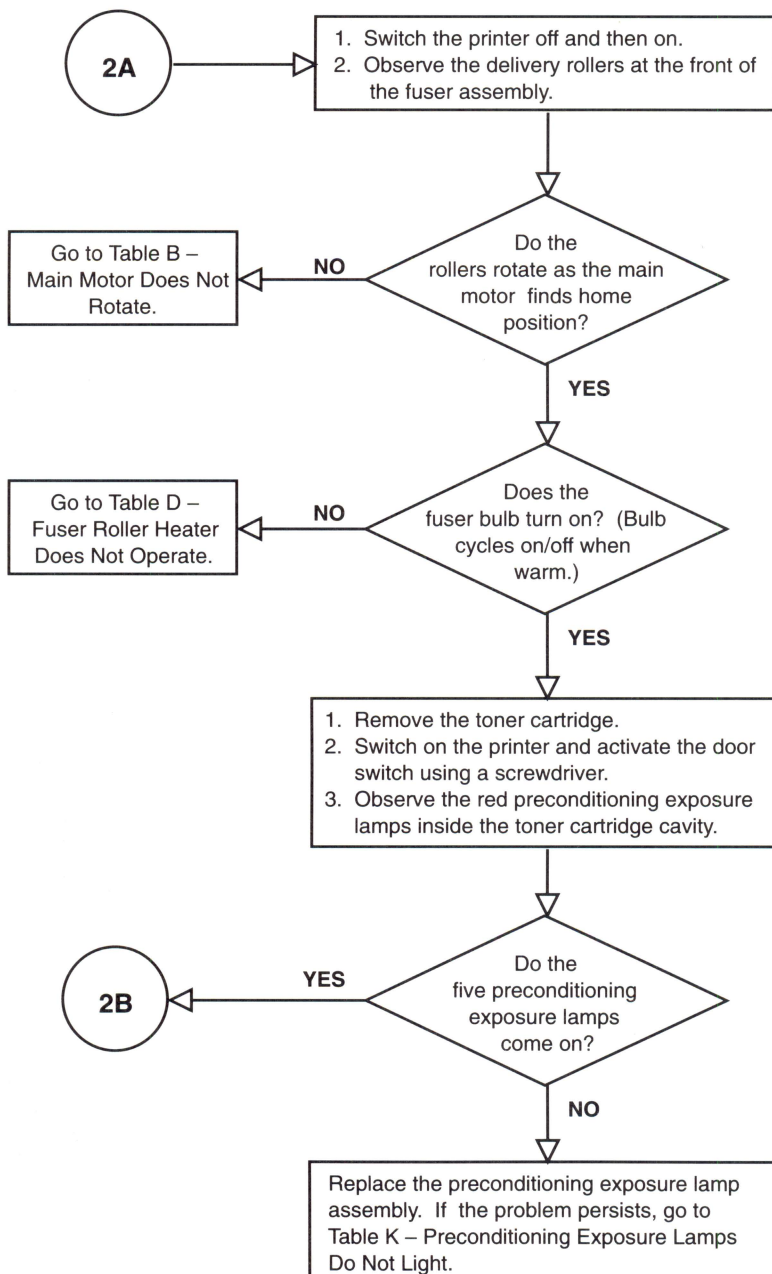 2A
1. Switch the printer off and then on.
2. Observe the delivery rollers at the front of
the fuser assembly.
Do the
rollers rotate as the main
motor finds home
position?
NO
Go to Table B –
Main Motor Does Not
Rotate.
YES
Does the
fuser bulb turn on? (Bulb
cycles on/off when
warm.)
NO
Go to Table D –
Fuser Roller Heater
Does Not Operate.
YES
1. Remove the toner cartridge.
2. Switch on the printer and activate the door
switch using a screwdriver.
3. Observe the red preconditioning exposure
lamps inside the toner cartridge cavity.
Do the
five preconditioning
exposure lamps
come on?
YES
2B
NO
Replace the preconditioning exposure lamp
assembly. If the problem persists, go to
Table K – Preconditioning Exposure Lamps
Do Not Light.